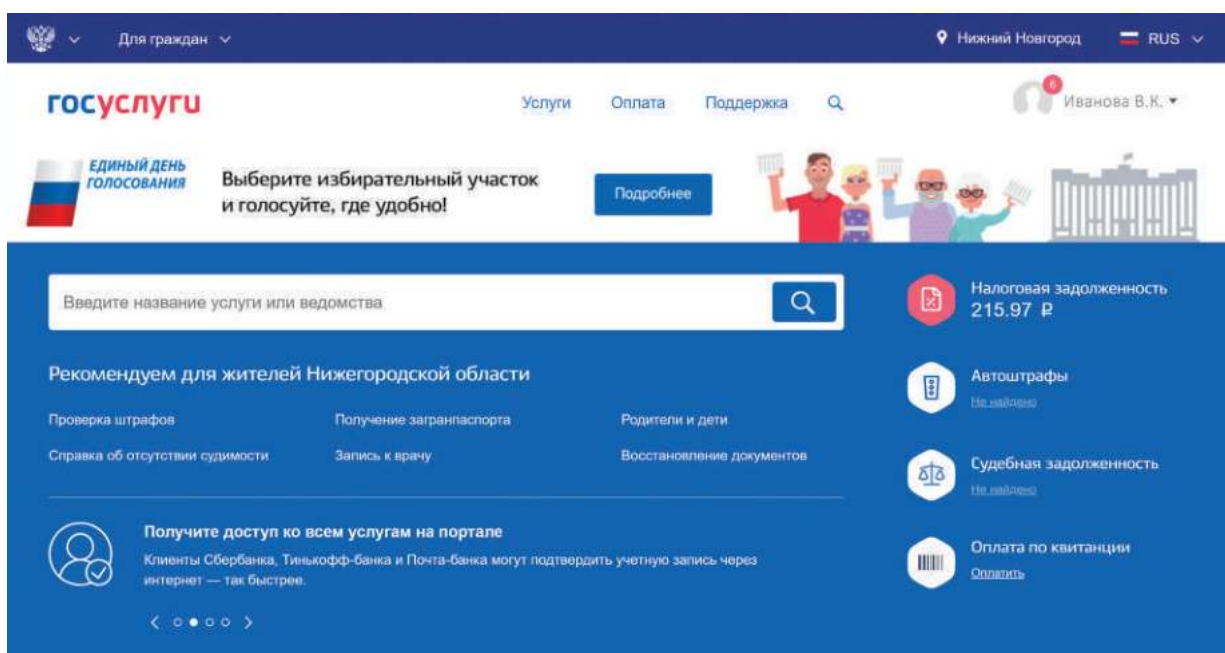 Для граждан
Нижний Новгород
RUS
госуслуги
Услуги
Оплата
Поддержка
6
Иванова В.К.
ЕДИНЫЙ ДЕНЬ
ГОЛОСОВАНИЯ
Выберите избирательный участок
и голосуйте, где удобно!
Подробнее
Введите название услуги или ведомства
Налоговая задолженность
215.97 ₽
Рекомендуем для жителей Нижегородской области
Проверка штрафов
Получение загранпаспорта
Родители и дети
Справка об отсутствии судимости
Запись к врачу
Восстановление документов
Автоштрафы
Не найдено
Судебная задолженность
Не найдено
Получите доступ ко всем услугам на портале
Клиенты Сбербанка, Тинькофф-банка и Почта-банка могут подтвердить учетную запись через
интернет — так быстрее.
Оплата по квитанции
Оплатить